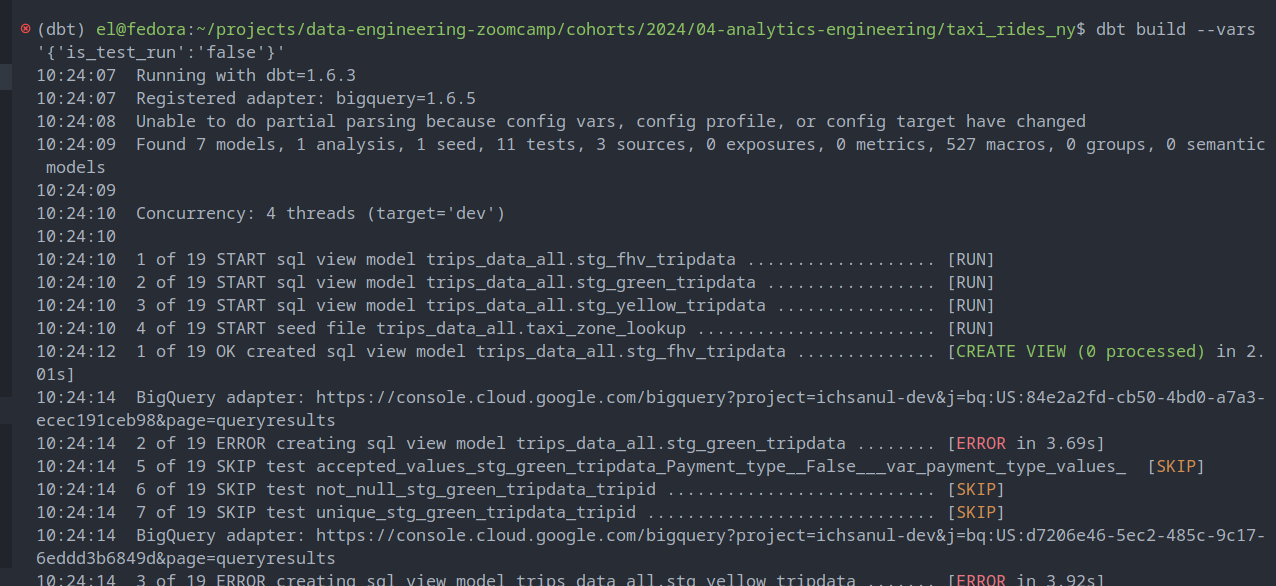 (dbt) el@fedora:~/projects/data-engineering-zoomcamp/cohorts/2024/04-analytics-engineering/taxi_rides_ny$ dbt build --vars
'{'is_test_run':'false'}'
10:24:07  Running with dbt=1.6.3
10:24:07  Registered adapter: bigquery=1.6.5
10:24:08  Unable to do partial parsing because config vars, config profile, or config target have changed
10:24:09  Found 7 models, 1 analysis, 1 seed, 11 tests, 3 sources, 0 exposures, 0 metrics, 527 macros, 0 groups, 0 semantic
models
10:24:09
10:24:10  Concurrency: 4 threads (target='dev')
10:24:10
10:24:10  1 of 19 START sql view model trips_data_all.stg_fhv_tripdata ................... [RUN]
10:24:10  2 of 19 START sql view model trips_data_all.stg_green_tripdata ................. [RUN]
10:24:10  3 of 19 START sql view model trips_data_all.stg_yellow_tripdata ................ [RUN]
10:24:10  4 of 19 START seed file trips_data_all.taxi_zone_lookup ........................ [RUN]
10:24:12  1 of 19 OK created sql view model trips_data_all.stg_fhv_tripdata .............. [CREATE VIEW (0 processed) in 2.
01s]
10:24:14  BigQuery adapter: https://console.cloud.google.com/bigquery?project=ichsanul-dev&j=bq:US:84e2a2fd-cb50-4bd0-a7a3-
ecec191ceb98&page=queryresults
10:24:14  2 of 19 ERROR creating sql view model trips_data_all.stg_green_tripdata ........ [ERROR in 3.69s]
10:24:14  5 of 19 SKIP test accepted_values_stg_green_tripdata_Payment_type__False___var_payment_type_values_  [SKIP]
10:24:14  6 of 19 SKIP test not_null_stg_green_tripdata_tripid ........................... [SKIP]
10:24:14  7 of 19 SKIP test unique_stg_green_tripdata_tripid ............................. [SKIP]
10:24:14  BigQuery adapter: https://console.cloud.google.com/bigquery?project=ichsanul-dev&j=bq:US:d7206e46-5ec2-485c-9c17-
6eddd3b6849d&page=queryresults
10:24:14  3 of 19 ERROR creating sql view model trips_data_all.stg_yellow_tripdata ....... [ERROR in 3.92s]